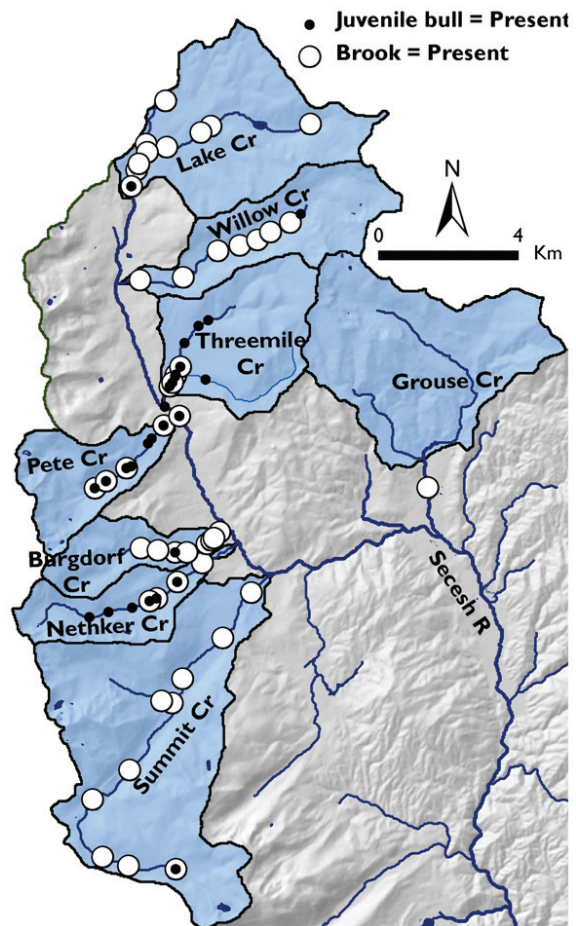 Juvenile bull = Present
Brook = Present
Lake Cr
N
Willow Cr
0 4
Km
Threemile
Cr
Grouse Cr
Pete Cr
Burgdorf
Cr
Secesh R
Nethker Cr
Summit Cr